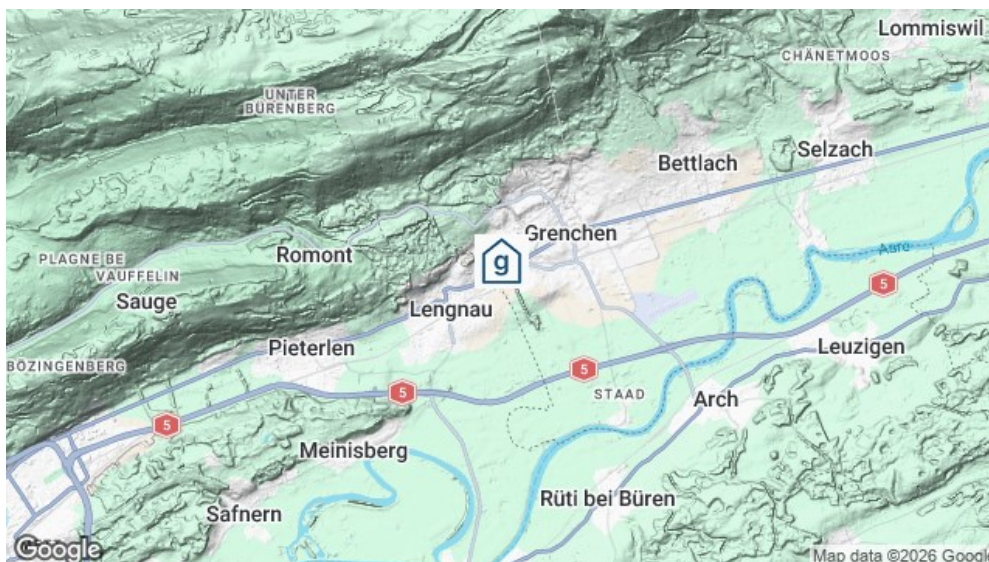 Lommiswil
CHÄNETMOOS
UNTER
BÜRENBERG
Selzach
Bettlach
Grenchen
Aare
PLAGNE BE
VAUFFELIN
Romont
g
5
Sauge
Lengnau
Pieterlen
Leuzigen
BÖZINGENBERG
5
5
STAAD
Arch
5
Meinisberg
Rüti bei Büren
Safnern
Google
Map data ©2026 Google